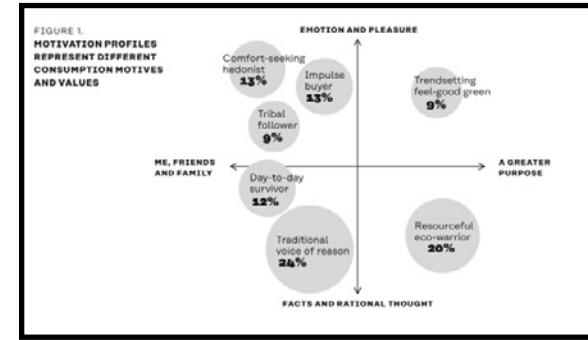 FIGURE 1.
MOTIVATION PROFILES
REPRESENT DIFFERENT
CONSUMPTION MOTIVES
AND VALUES
EMOTION AND PLEASURE
Comfort-seeking
hedonist
13%
Impulse
buyer
13%
Trendsetting
feel-good green
9%
Tribal
follower
9%
ME, FRIENDS
AND FAMILY
A GREATER
PURPOSE
Day-to-day
survivor
12%
Traditional
voice of reason
24%
Resourceful
eco-warrior
20%
FACTS AND RATIONAL THOUGHT